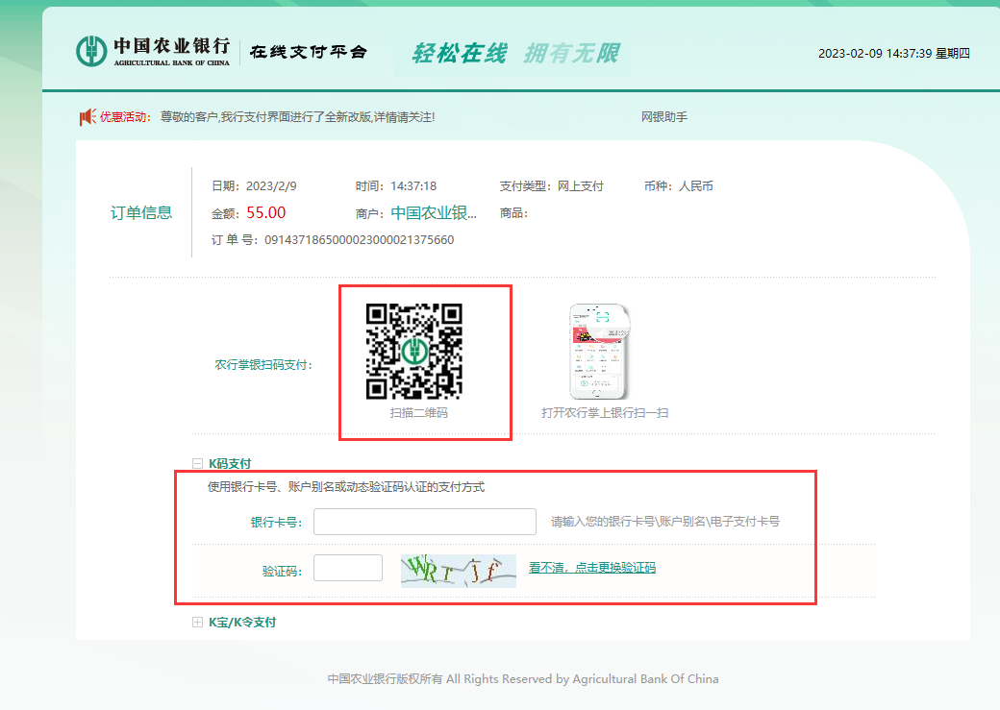 中国农业银行
AGRICULTURAL BANK OF CHINA
在线支付平台
轻松在线 拥有无限
2023-02-09 14:37:39 星期四
优惠活动: 尊敬的客户,我行支付界面进行了全新改版,详情请关注!
网银助手
订单信息
日期: 2023/2/9 时间: 14:37:18 支付类型: 网上支付 币种: 人民币
金额: 55.00 商户: 中国农业银... 商品:
订 单 号: 0914371865000023000021375660
农行掌银扫码支付:
扫描二维码
打开农行掌上银行扫一扫
K码支付
使用银行卡号、账户别名或动态验证码认证的支付方式
银行卡号: 请输入您的银行卡号\账户别名\电子支付卡号
验证码: 看不清，点击更换验证码
K宝/K令支付
中国农业银行版权所有 All Rights Reserved by Agricultural Bank Of China